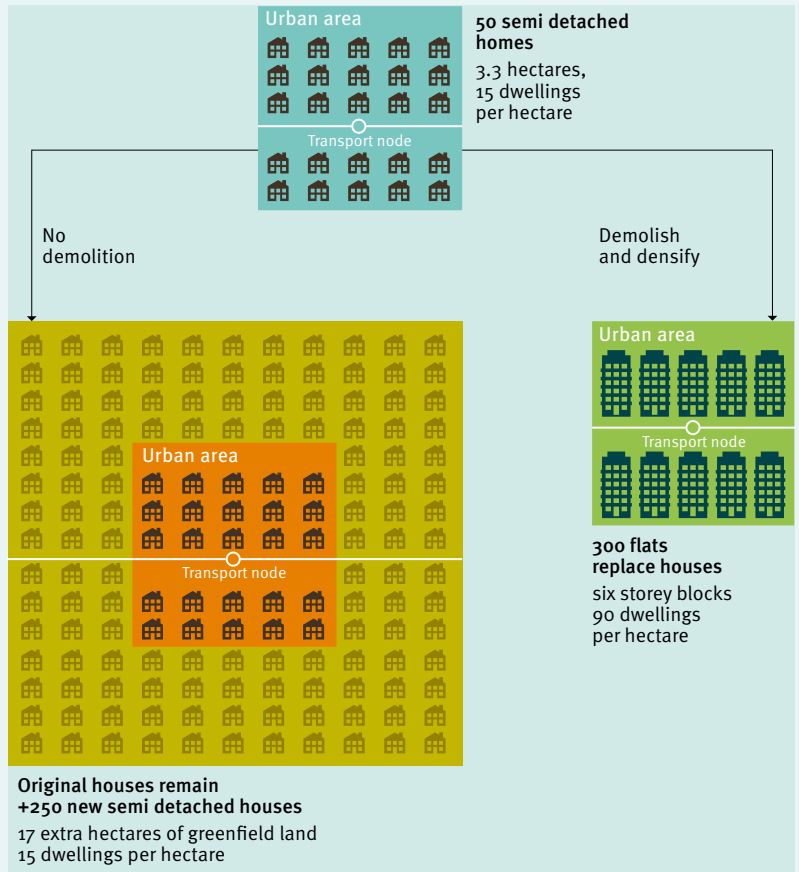 Urban area
Transport node
50 semi detached
homes
3.3 hectares,
15 dwellings
per hectare
No
demolition
Demolish
and densify
Urban area
Transport node
Original houses remain
+250 new semi detached houses
17 extra hectares of greenfield land
15 dwellings per hectare
Urban area
Transport node
300 flats
replace houses
six storey blocks
90 dwellings
per hectare